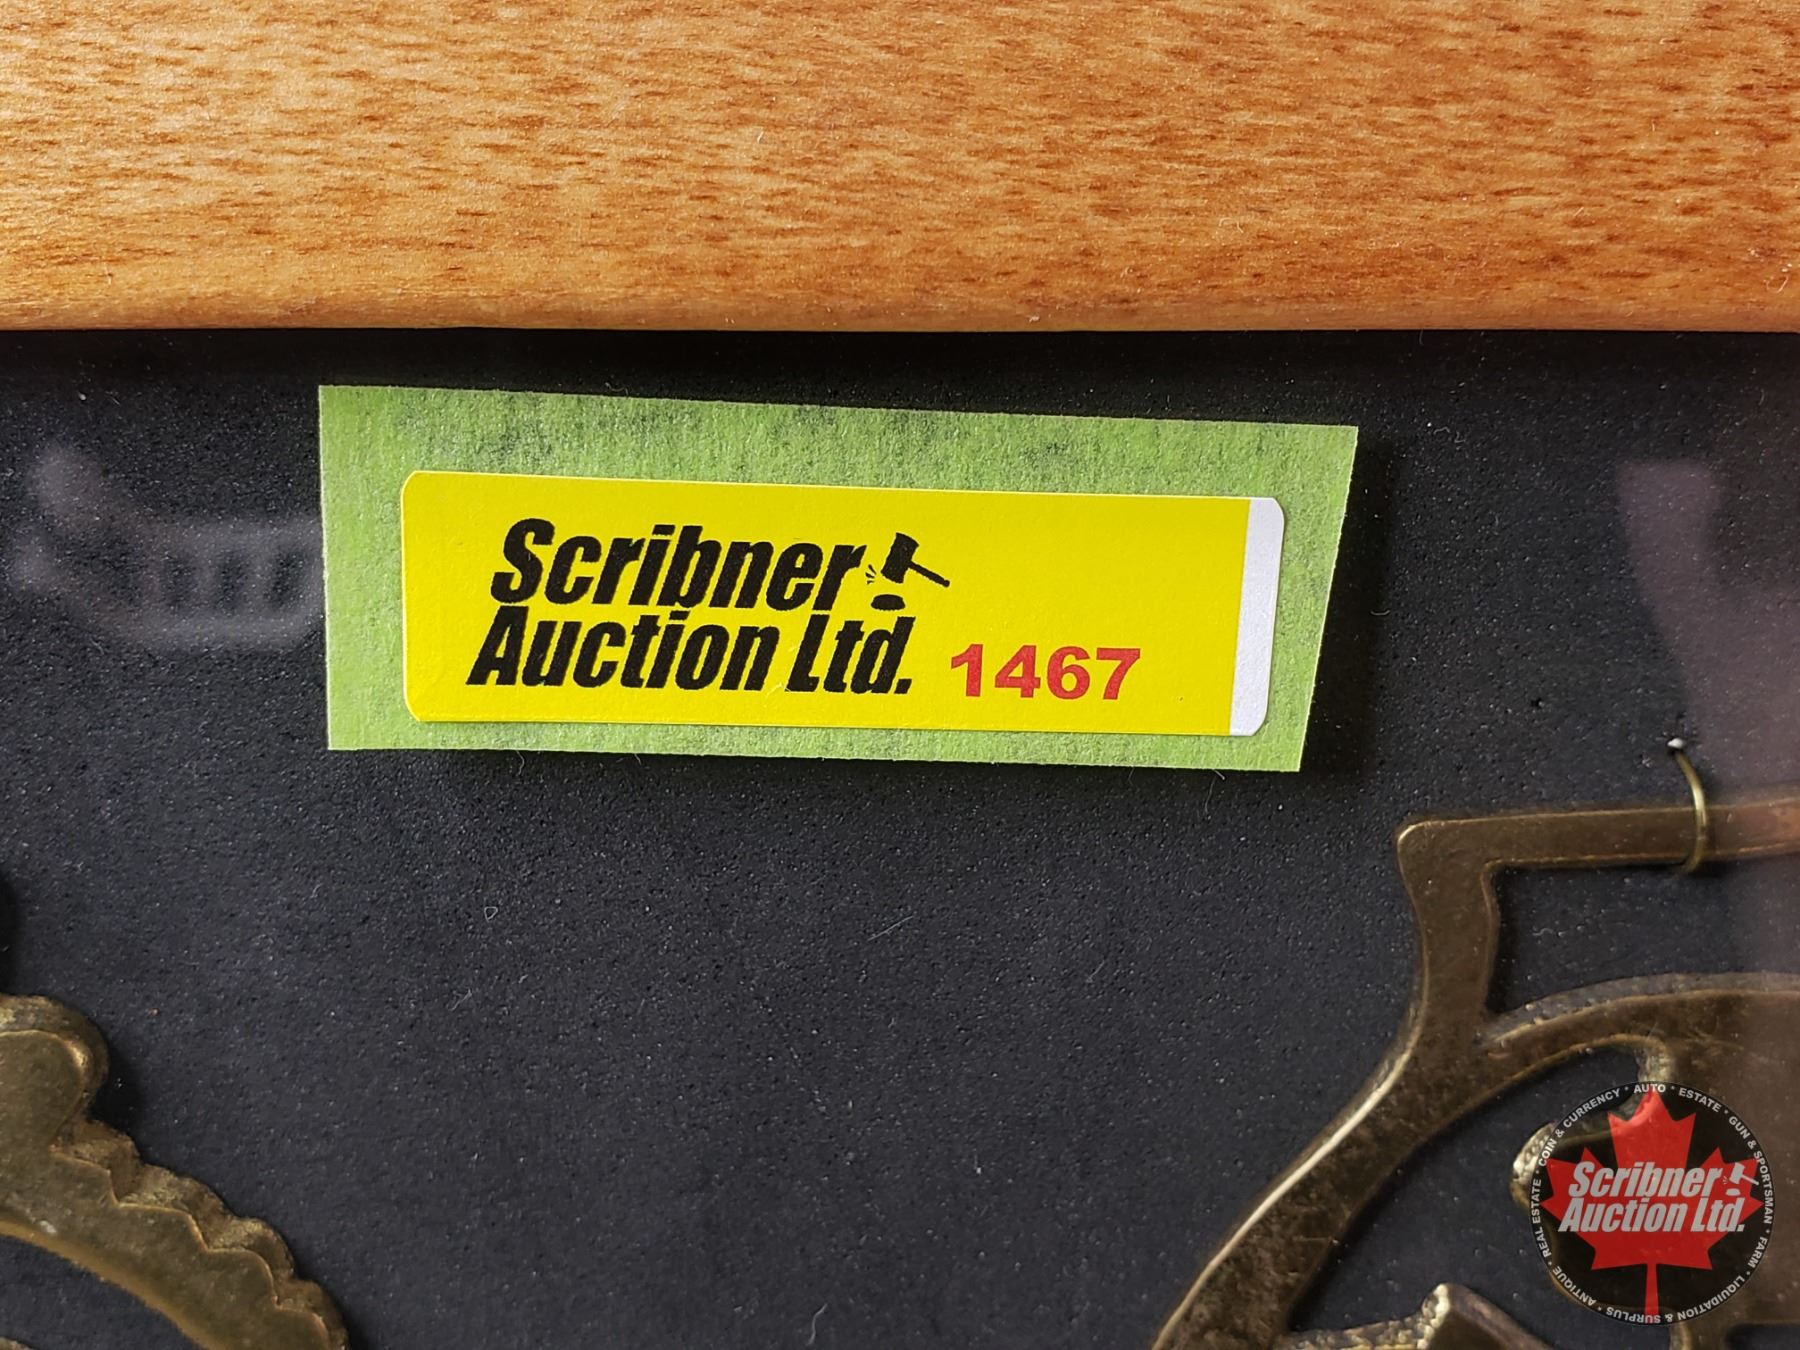 Scribner
Auction Ltd. 1467
COIN & CURRENCY * AUTO * ESTATE * GUN & SPORTSMAN * FARM * LIQUIDATION & SURPLUS * ANTIQUE * REAL ESTATE *
Scribner
Auction Ltd.